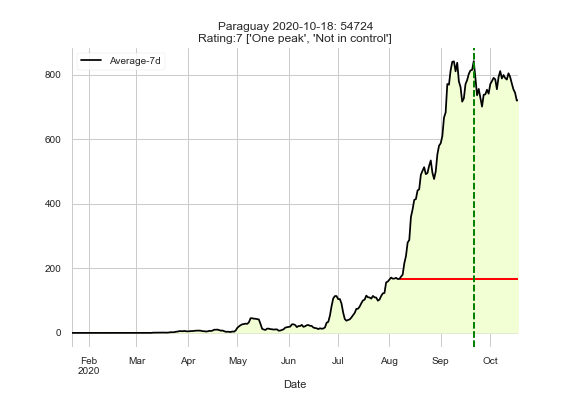 Paraguay 2020-10-18: 54724
Rating:7 ['One peak', 'Not in control']
Average-7d
800
600
400
200
0
Feb Mar Apr May Jun Jul Aug Sep Oct
2020
Date